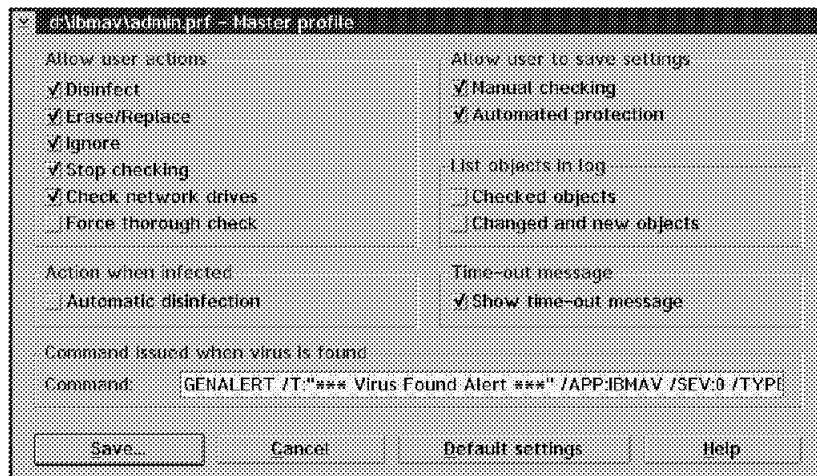 d:\ibmav\admin.prf - Master profile
Allow user actions
Disinfect
Erase/Replace
Ignore
Stop checking
Check network drives
Force thorough check
Allow user to save settings
Manual checking
Automated protection
List objects in log
Checked objects
Changed and new objects
Action when infected
Automatic disinfection
Time-out message
Show time-out message
Command issued when virus is found
Command: GENALERT /T:"*** Virus Found Alert ***" /APP:IBMAV /SEV:0 /TYPE
Save... Cancel Default settings Help